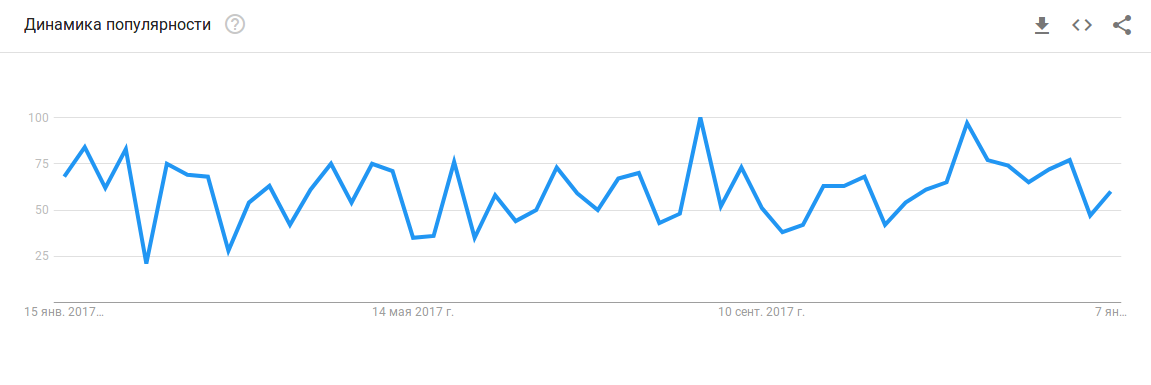 Динамика популярности ?
100
75
50
25
15 янв. 2017…
14 мая 2017 г.
10 сент. 2017 г.
7 ян…